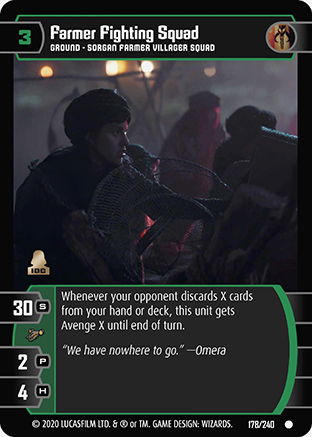 3
Farmer Fighting Squad
GROUND - SORGAN FARMER VILLAGER SQUAD
IDC
30 S
2 P
4 H
Whenever your opponent discards X cards
from your hand or deck, this unit gets
Avenge X until end of turn.
“We have nowhere to go.” —Omera
© 2020 LUCASFILM LTD. & ® or TM. GAME DESIGN: WIZARDS.
178/240